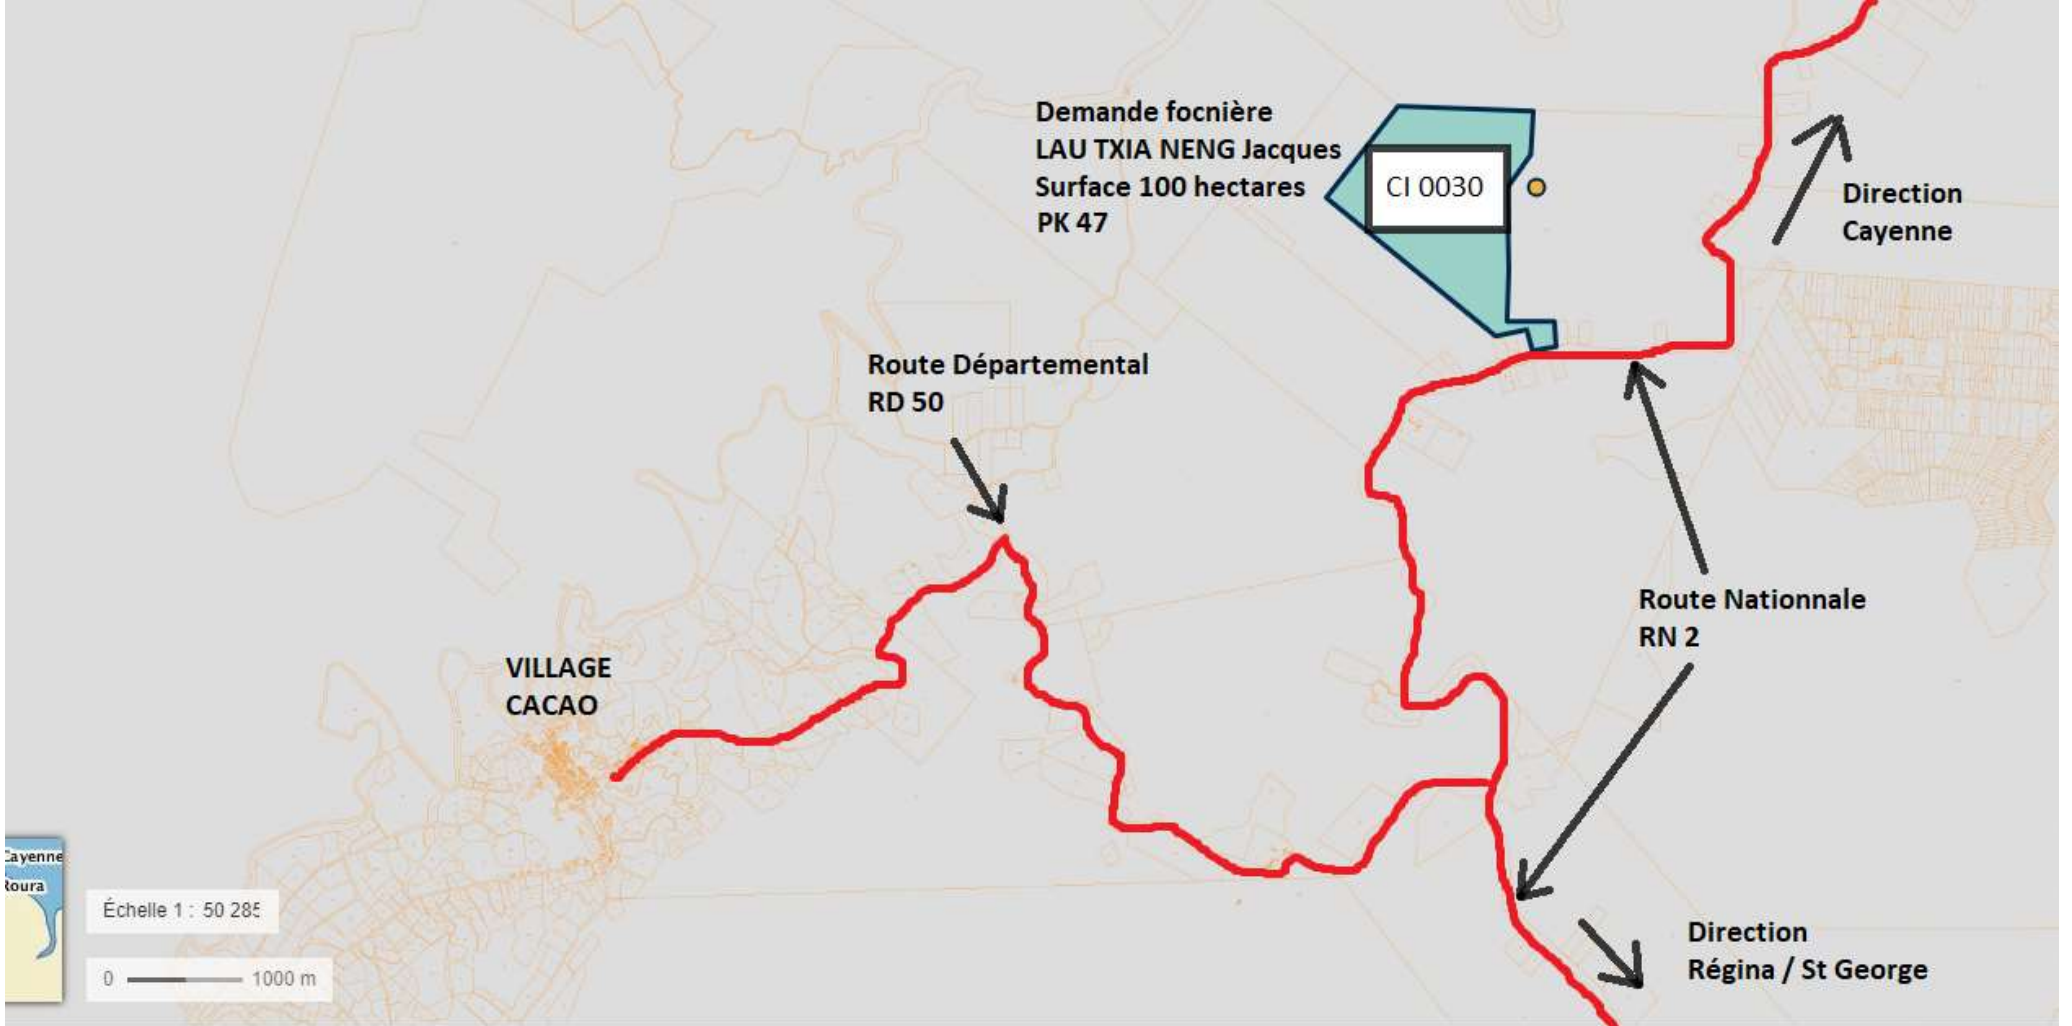 Demande focnière
LAU TXIA NENG Jacques
Surface 100 hectares
PK 47
CI 0030
Direction
Cayenne
Route Départemental
RD 50
Route Nationnale
RN 2
VILLAGE
CACAO
Cayenne
Roura
Échelle 1 : 50 285
0 1000 m
Direction
Régina / St George